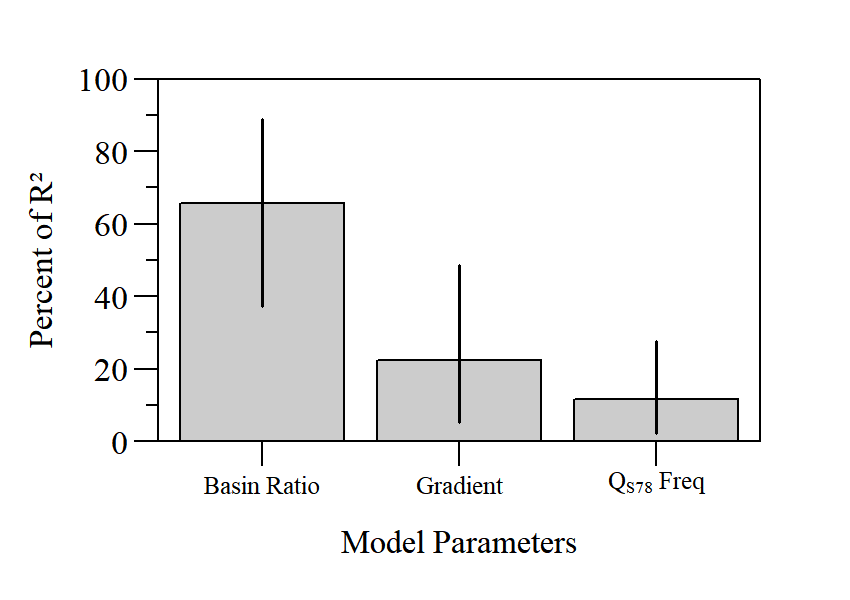 100
80
60
40
20
0
Percent of R²
Basin Ratio
Gradient
Q_S78 Freq
Model Parameters